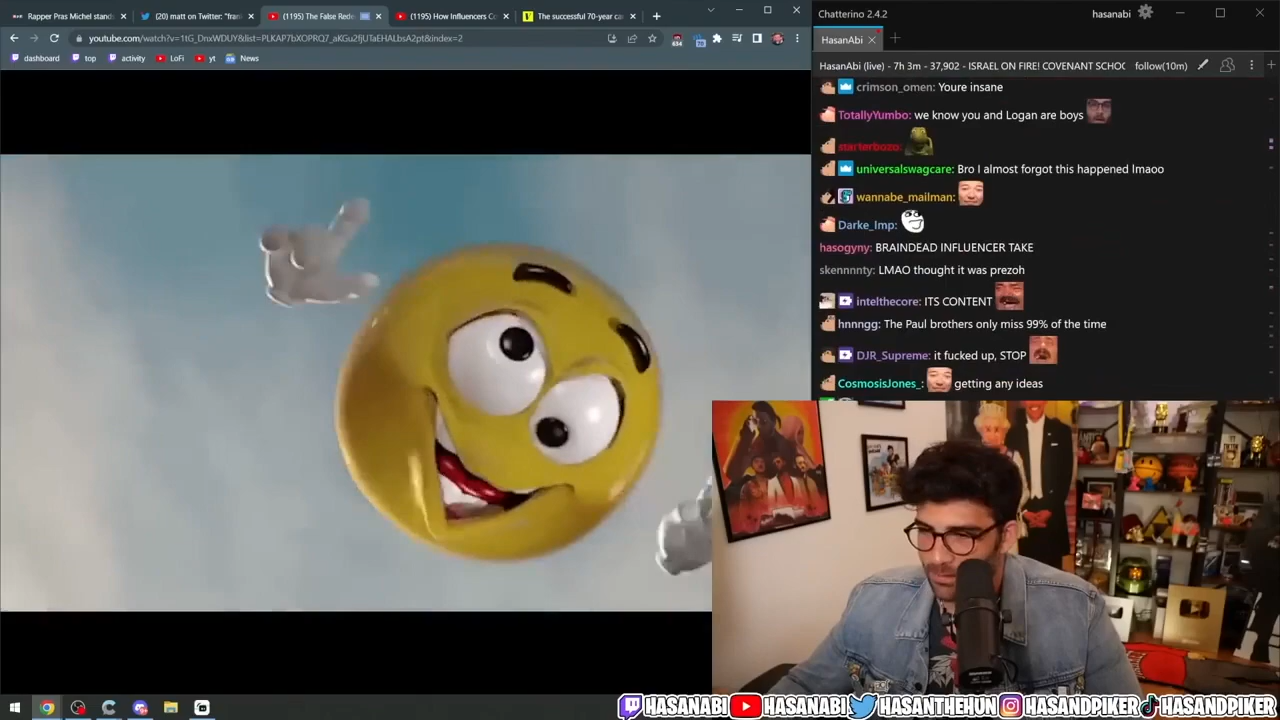 Rapper Pras Michel stands
(20) matt on Twitter: "fran
(1195) The False Rede
(1195) How Influencers Co
The successful 70-year ca
youtube.com/watch?v=1tG_DnxWDUY&list=PLKAP7bXOPRQ7_aKGu2fjUTaEHALbsA2pt&index=2
dashboard top activity LoFi yt News
Chatterino 2.4.2 hasanabi
HasanAbi
HasanAbi (live) - 7h 3m - 37,902 - ISRAEL ON FIRE! COVENANT SCHOO follow(10m)
crimson_omen: Youre insane
TotallyYumbo: we know you and Logan are boys
starterbozo:
universalswagcare: Bro I almost forgot this happened lmaoo
wannabe_mailman:
Darke_Imp:
hasogyny: BRAINDEAD INFLUENCER TAKE
skennnnty: LMAO thought it was prezoh
intelthecore: ITS CONTENT
hnnngg: The Paul brothers only miss 99% of the time
DJR_Supreme: it fucked up, STOP
CosmosisJones_: getting any ideas
HASANABI HASANABI HASANTHEHUN HASANDPIKER HASANDPIKER